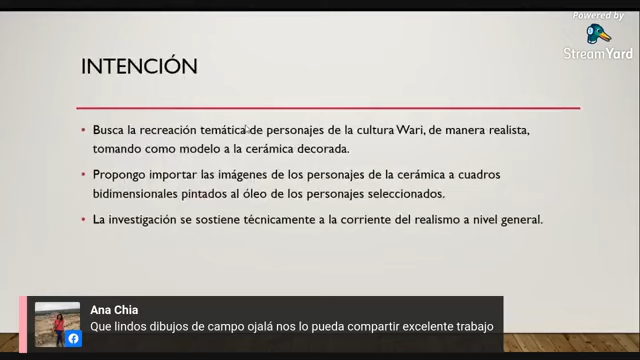 Powered by
StreamYard
INTENCIÓN
Busca la recreación temática de personajes de la cultura Wari, de manera realista,
tomando como modelo a la cerámica decorada.
Propongo importar las imágenes de los personajes de la cerámica a cuadros
bidimensionales pintados al óleo de los personajes seleccionados.
La investigación se sostiene técnicamente a la corriente del realismo a nivel general.
Ana Chia
Que lindos dibujos de campo ojalá nos lo pueda compartir excelente trabajo